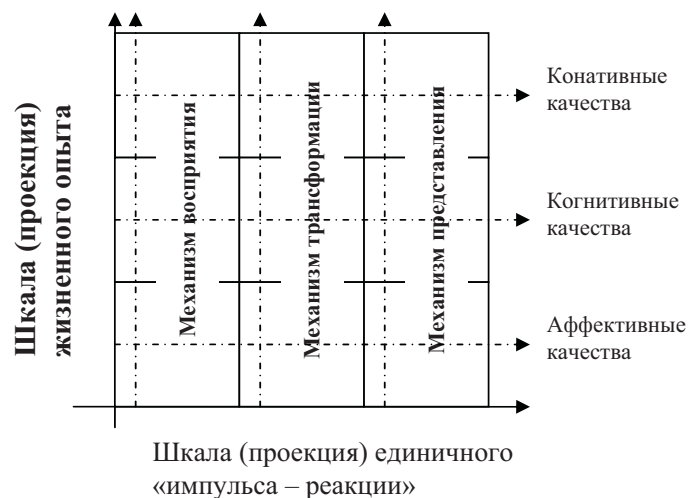 Шкала (проекция)
жизненного опыта
Механизм восприятия
Механизм трансформации
Механизм представления
Конативные
качества
Когнитивные
качества
Аффективные
качества
Шкала (проекция) единичного
«импульса – реакции»